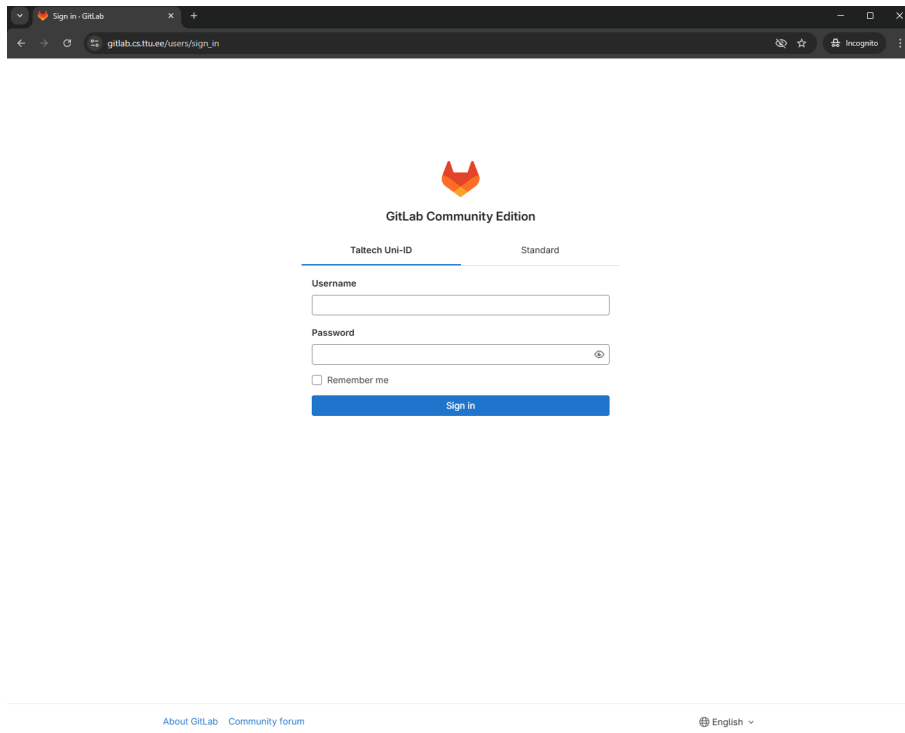 Sign in · GitLab
gitlab.cs.ttu.ee/users/sign_in
Incognito
GitLab Community Edition
Taltech Uni-ID
Standard
Username
Password
Remember me
Sign in
About GitLab
Community forum
English